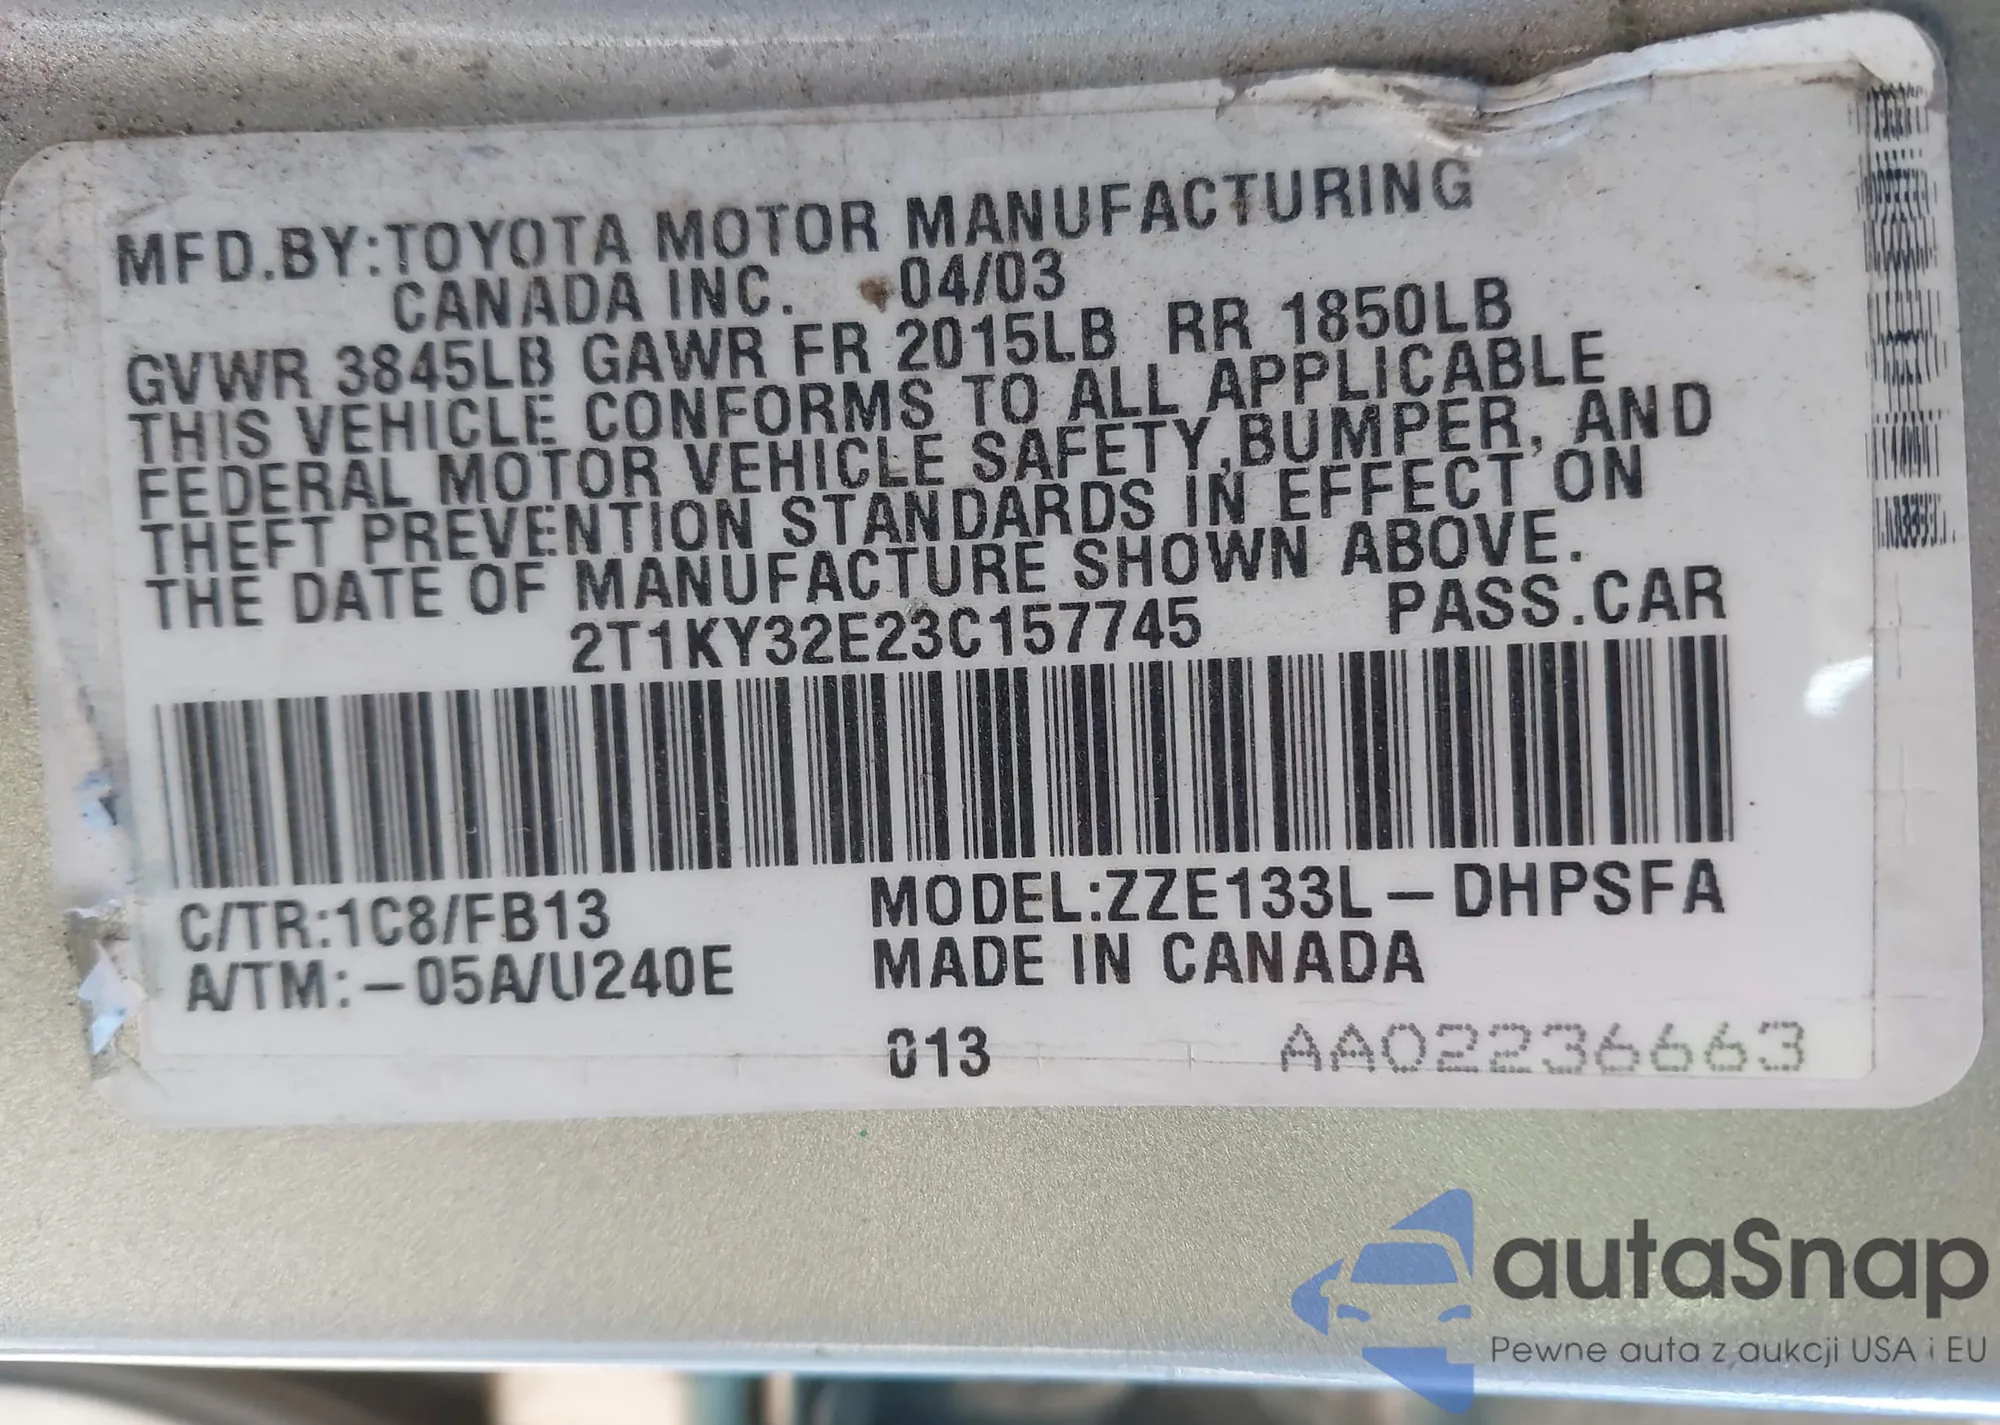 MFD.BY:TOYOTA MOTOR MANUFACTURING
CANADA INC. 04/03
GVWR 3845LB GAWR FR 2015LB RR 1850LB
THIS VEHICLE CONFORMS TO ALL APPLICABLE
FEDERAL MOTOR VEHICLE SAFETY,BUMPER, AND
THEFT PREVENTION STANDARDS IN EFFECT ON
THE DATE OF MANUFACTURE SHOWN ABOVE.
2T1KY32E23C157745 PASS.CAR
C/TR:1C8/FB13 MODEL:ZZE133L-DHPSFA
A/TM:-05A/U240E MADE IN CANADA
013 AA02236663
autaSnap
Pewne auta z aukcji USA i EU